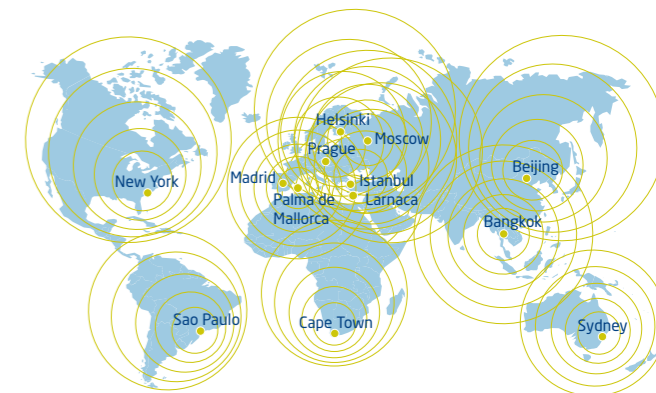 Helsinki
Moscow
Prague
Madrid
Istanbul
Palma de
Mallorca
Larnaca
New York
Beijing
Bangkok
Sao Paulo
Cape Town
Sydney